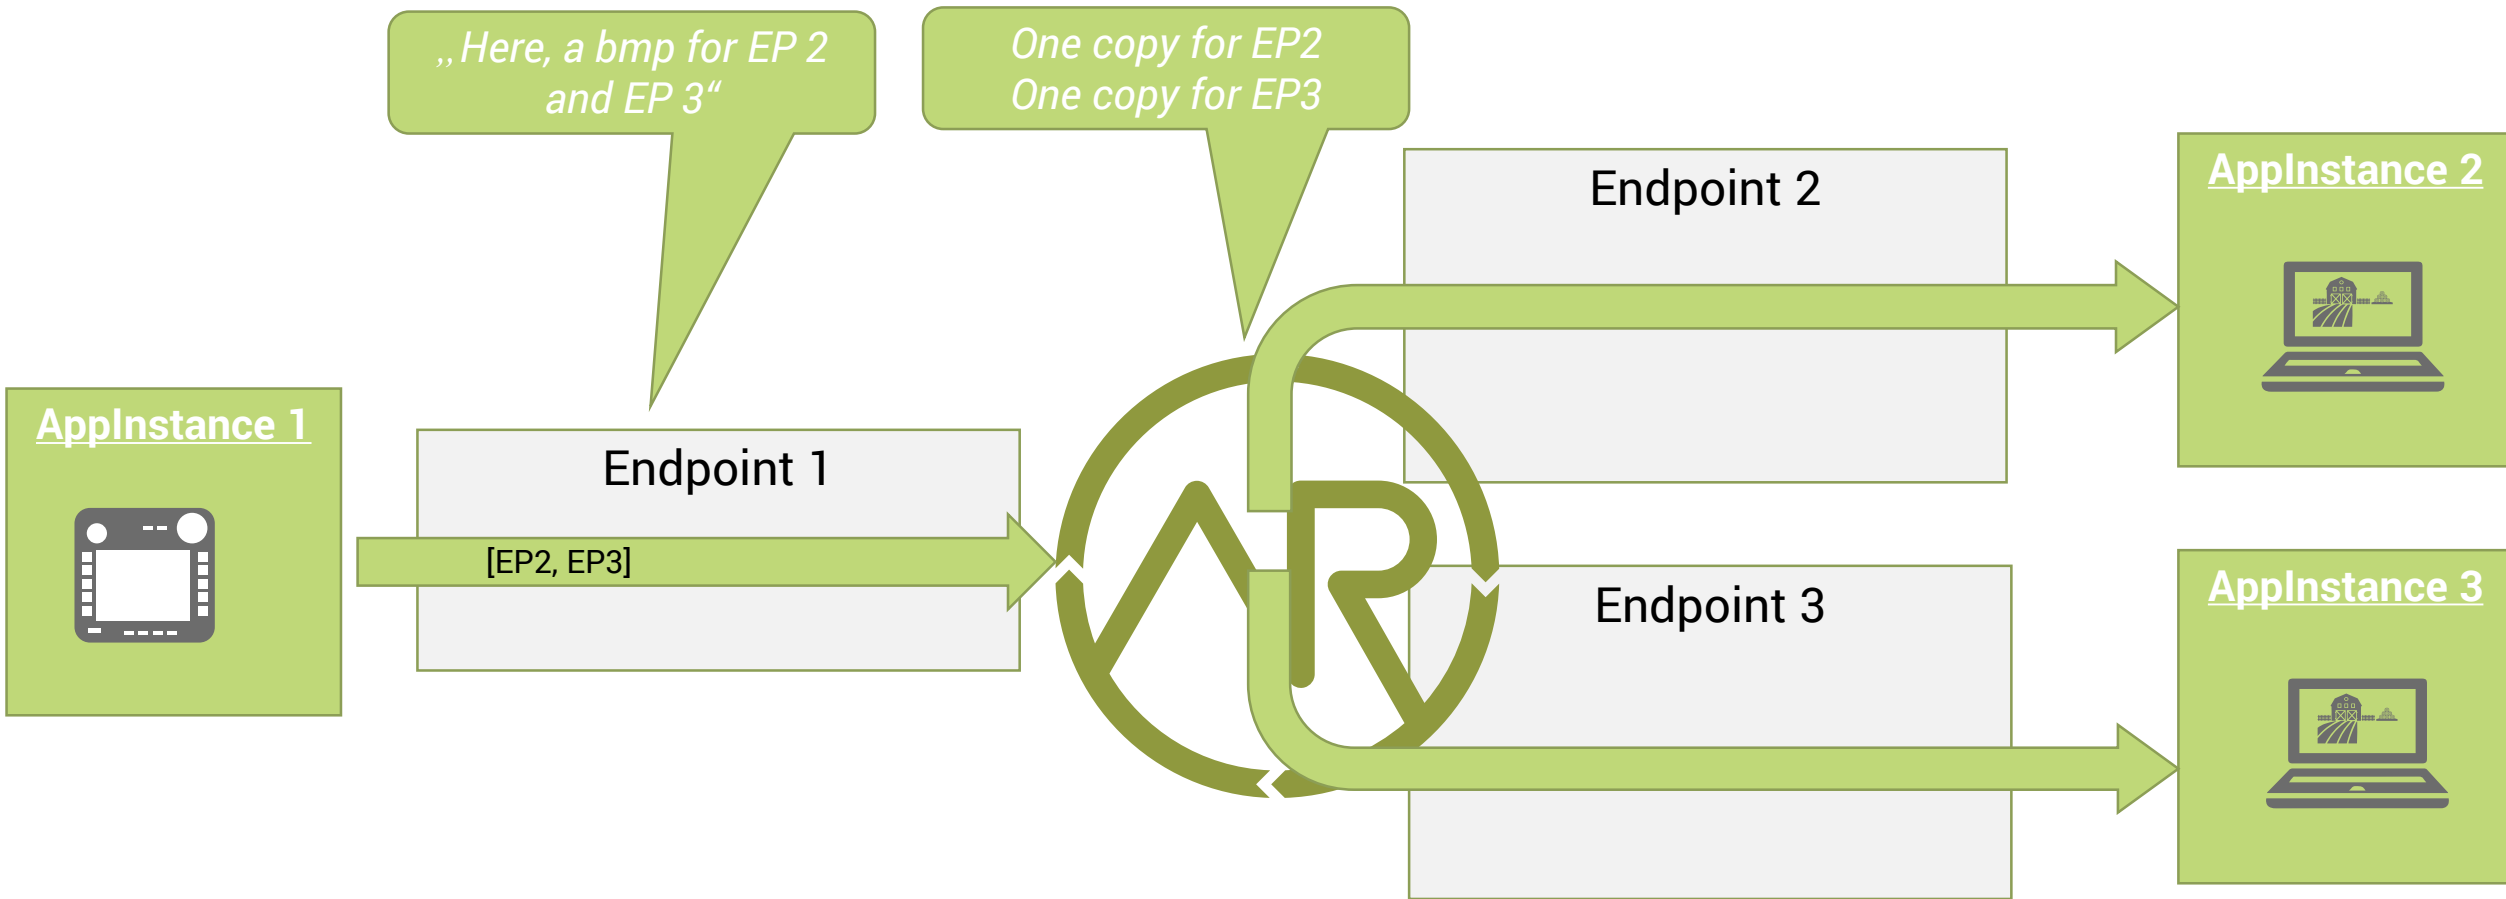 „Here, a bmp for EP 2
and EP 3“
One copy for EP2
One copy for EP3
Endpoint 2
AppInstance 2
AppInstance 1
Endpoint 1
[EP2, EP3]
Endpoint 3
AppInstance 3